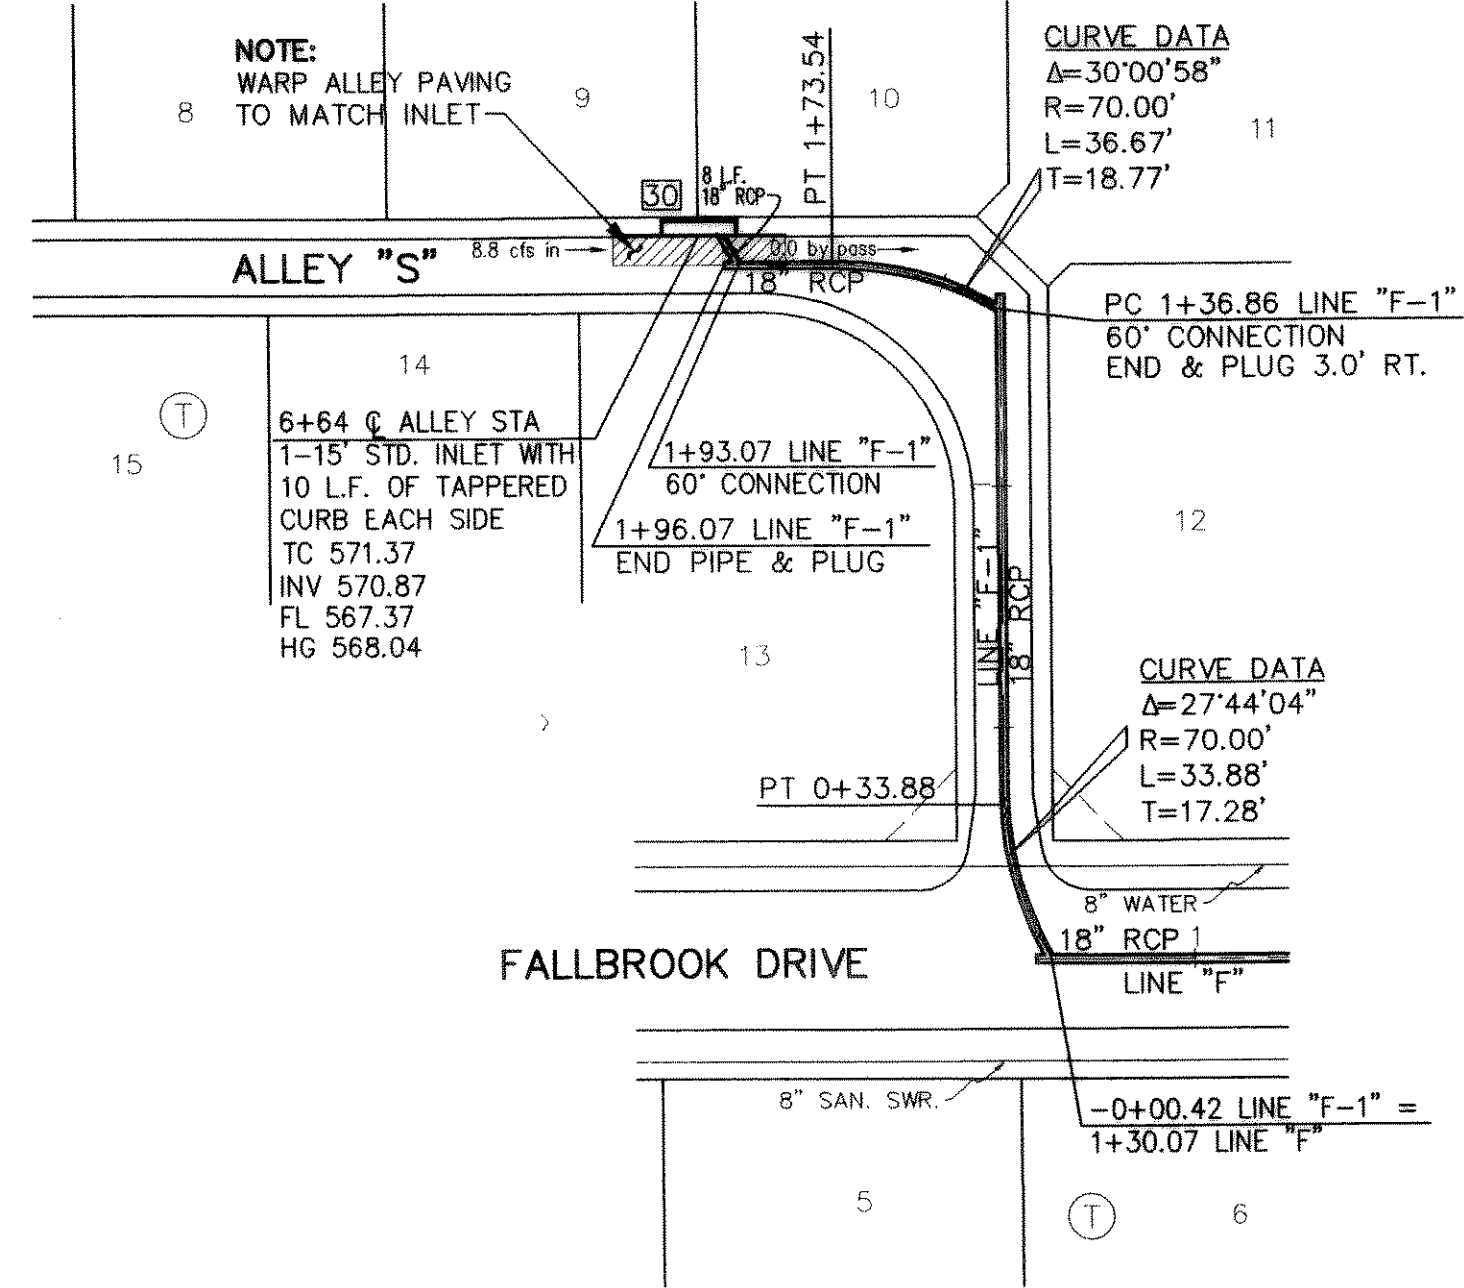 NOTE:
WARP ALLEY PAVING
TO MATCH INLET
8
9
10
11
PT 1+73.54
CURVE DATA
Δ=30°00'58"
R=70.00'
L=36.67'
T=18.77'
30
8 L.F.
18" RCP
ALLEY "S"
8.8 cfs in
0.0 by pass
18" RCP
PC 1+36.86 LINE "F-1"
60° CONNECTION
END & PLUG 3.0' RT.
14
T
15
6+64 ℄ ALLEY STA
1-15' STD. INLET WITH
10 L.F. OF TAPPERED
CURB EACH SIDE
TC 571.37
INV 570.87
FL 567.37
HG 568.04
1+93.07 LINE "F-1"
60° CONNECTION
1+96.07 LINE "F-1"
END PIPE & PLUG
12
13
LINE "F-1"
18" RCP
CURVE DATA
Δ=27°44'04"
R=70.00'
L=33.88'
T=17.28'
PT 0+33.88
8" WATER
18" RCP
1
LINE "F"
FALLBROOK DRIVE
8" SAN. SWR.
-0+00.42 LINE "F-1" =
1+30.07 LINE "F"
5
T
6